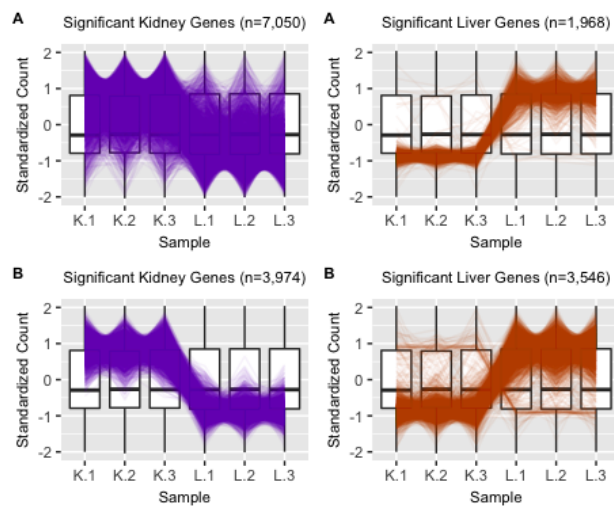 A Significant Kidney Genes (n=7,050)
Standardized Count
2
1
0
-1
-2
K.1 K.2 K.3 L.1 L.2 L.3
Sample
A Significant Liver Genes (n=1,968)
Standardized Count
2
1
0
-1
-2
K.1 K.2 K.3 L.1 L.2 L.3
Sample
B Significant Kidney Genes (n=3,974)
Standardized Count
2
1
0
-1
-2
K.1 K.2 K.3 L.1 L.2 L.3
Sample
B Significant Liver Genes (n=3,546)
Standardized Count
2
1
0
-1
-2
K.1 K.2 K.3 L.1 L.2 L.3
Sample